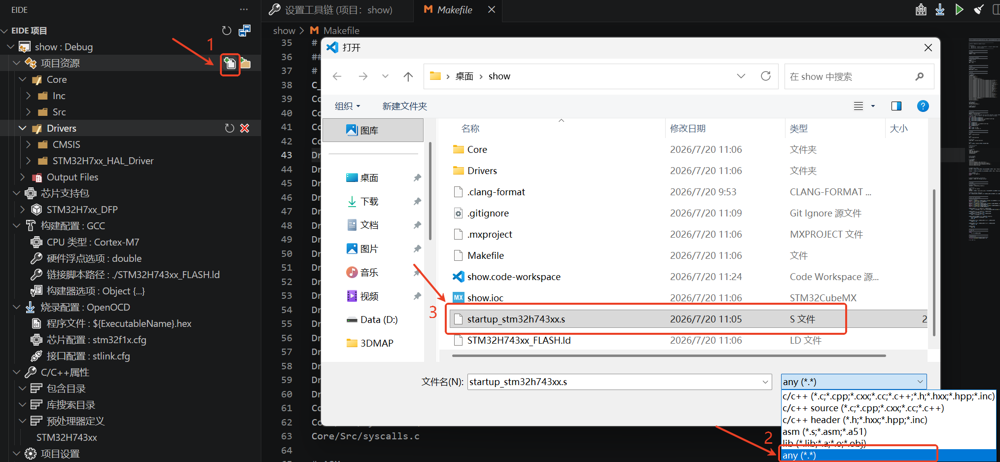 EIDE
EIDE 项目
show : Debug
项目资源
Core
Inc
Src
Drivers
CMSIS
STM32H7xx_HAL_Driver
Output Files
芯片支持包
STM32H7xx_DFP
构建配置 : GCC
CPU 类型 : Cortex-M7
硬件浮点选项 : double
链接脚本路径 : ./STM32H743xx_FLASH.ld
构建器选项 : Object {...}
烧录配置 : OpenOCD
程序文件 : ${ExecutableName}.hex
芯片配置 : stm32f1x.cfg
接口配置 : stlink.cfg
C/C++属性
包含目录
库搜索目录
预处理器定义
STM32H743xx
项目设置
1
设置工具链 (项目：show)
Makefile
show > Makefile
35 #
36 ##
37 #
38 C_
39 Co
40 Co
41 Co
42 Co
43 Dr
44 Dr
45 Dr
46 Dr
47 Dr
48 Dr
49 Dr
50 Dr
51 Dr
52 Dr
53 Dr
54 Dr
55 Dr
56 Dr
57 Dr
58 Dr
59 Dr
60 Dr
61 Co
62 Co
63 Core/Src/syscalls.c
64
打开
桌面 > show
在 show 中搜索
组织
新建文件夹
图库
桌面
下载
文档
图片
音乐
视频
Data (D:)
3DMAP
名称 修改日期 类型 大小
Core 2026/7/20 11:06 文件夹
Drivers 2026/7/20 11:06 文件夹
.clang-format 2026/7/20 9:53 CLANG-FORMAT ...
.gitignore 2026/7/20 11:09 Git Ignore 源文件
.mxproject 2026/7/20 11:06 MXPROJECT 文件
Makefile 2026/7/20 11:06 文件
show.code-workspace 2026/7/20 11:24 Code Workspace 源...
MX show.ioc 2026/7/20 11:06 STM32CubeMX
3
startup_stm32h743xx.s 2026/7/20 11:05 S 文件 2
STM32H743xx_FLASH.ld 2026/7/20 11:06 LD 文件
文件名(N): startup_stm32h743xx.s any (*.*)
c/c++ (*.c;*.cpp;*.cxx;*.cc;*.c++;*.h;*.hxx;*.hpp;*.inc)
c/c++ source (*.c;*.cpp;*.cxx;*.cc;*.c++)
c/c++ header (*.h;*.hxx;*.hpp;*.inc)
asm (*.s;*.asm;*.a51)
lib (*.lib;*.a;*.o;*.obj)
2
any (*.*)